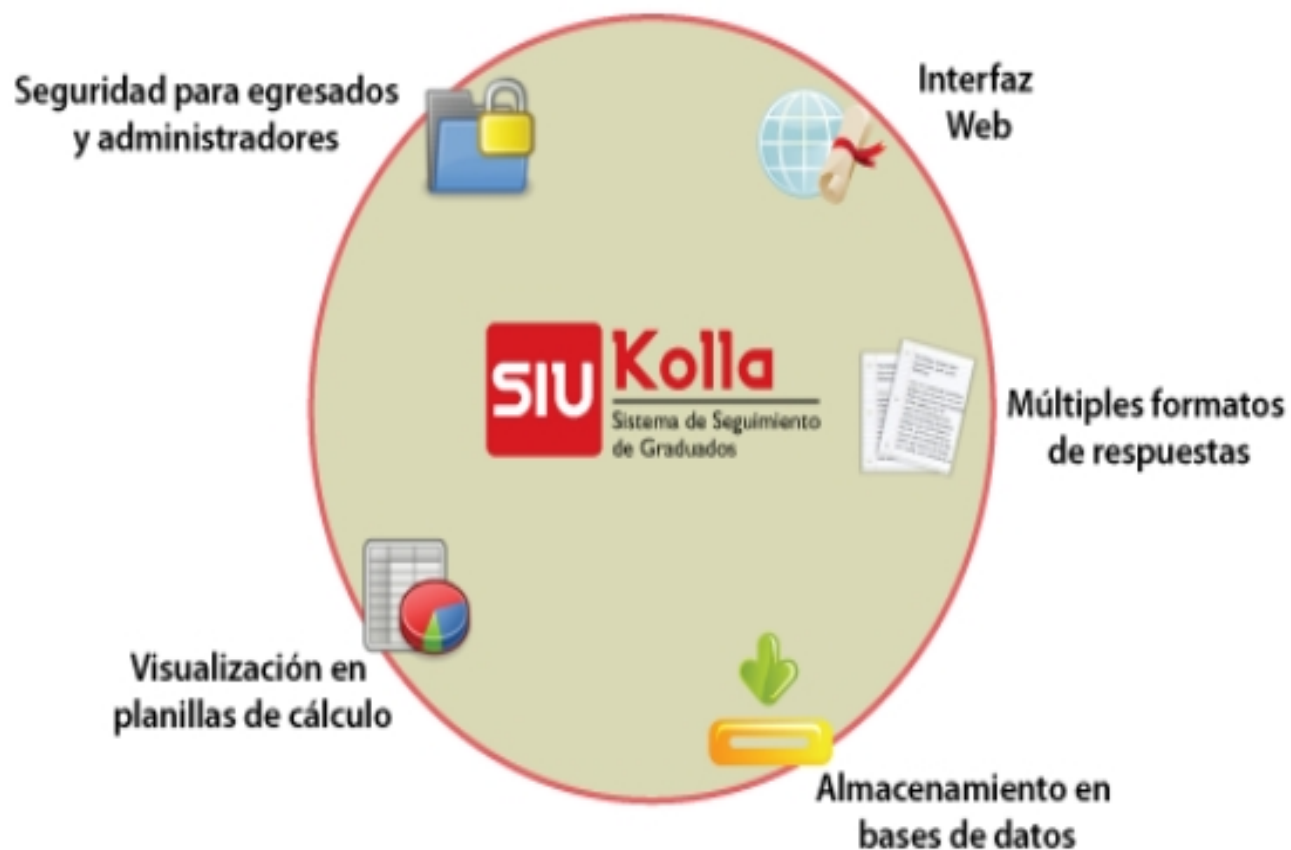 Seguridad para egresados
y administradores
Interfaz
Web
SIU
Kolla
Sistema de Seguimiento
de Graduados
Múltiples formatos
de respuestas
Visualización en
planillas de cálculo
Almacenamiento en
bases de datos